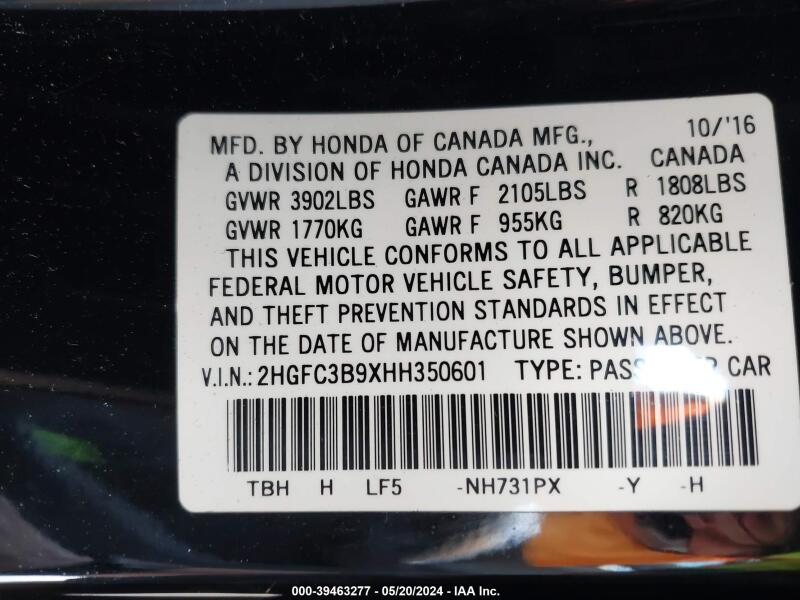 MFD. BY HONDA OF CANADA MFG., 10/'16
A DIVISION OF HONDA CANADA INC. CANADA
GVWR 3902LBS GAWR F 2105LBS R 1808LBS
GVWR 1770KG GAWR F 955KG R 820KG
THIS VEHICLE CONFORMS TO ALL APPLICABLE
FEDERAL MOTOR VEHICLE SAFETY, BUMPER,
AND THEFT PREVENTION STANDARDS IN EFFECT
ON THE DATE OF MANUFACTURE SHOWN ABOVE.
V.I.N.: 2HGFC3B9XHH350601 TYPE: CAR
TBH H LF5 -NH731PX -Y -H
000-39463277 - 05/20/2024 - IAA Inc.